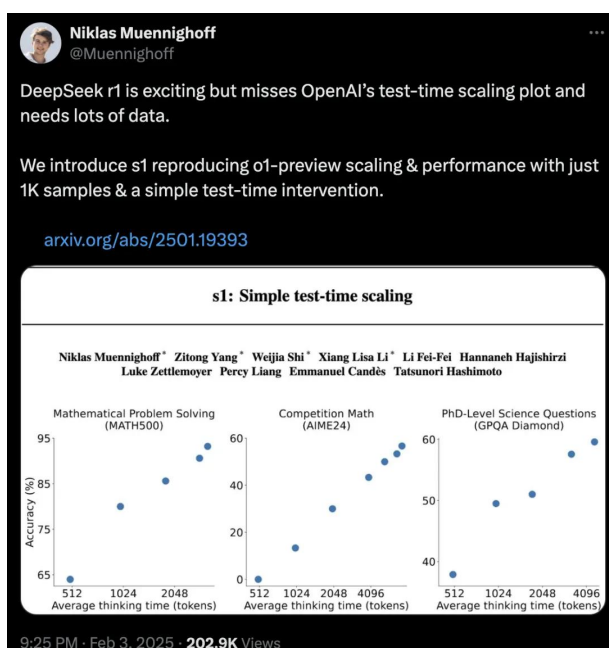 Niklas Muennighoff
@Muennighoff
DeepSeek r1 is exciting but misses OpenAI's test-time scaling plot and
needs lots of data.
We introduce s1 reproducing o1-preview scaling & performance with just
1K samples & a simple test-time intervention.
arxiv.org/abs/2501.19393
s1: Simple test-time scaling
Niklas Muennighoff* Zitong Yang* Weijia Shi* Xiang Lisa Li* Li Fei-Fei Hannaneh Hajishirzi
Luke Zettlemoyer Percy Liang Emmanuel Candès Tatsunori Hashimoto
Mathematical Problem Solving
(MATH500)
Accuracy (%)
95
85
75
65
512 1024 2048
Average thinking time (tokens)
Competition Math
(AIME24)
60
40
20
0
512 1024 2048 4096
Average thinking time (tokens)
PhD-Level Science Questions
(GPQA Diamond)
60
50
40
512 1024 2048 4096
Average thinking time (tokens)
9:25 PM · Feb 3, 2025 · 202.9K Views